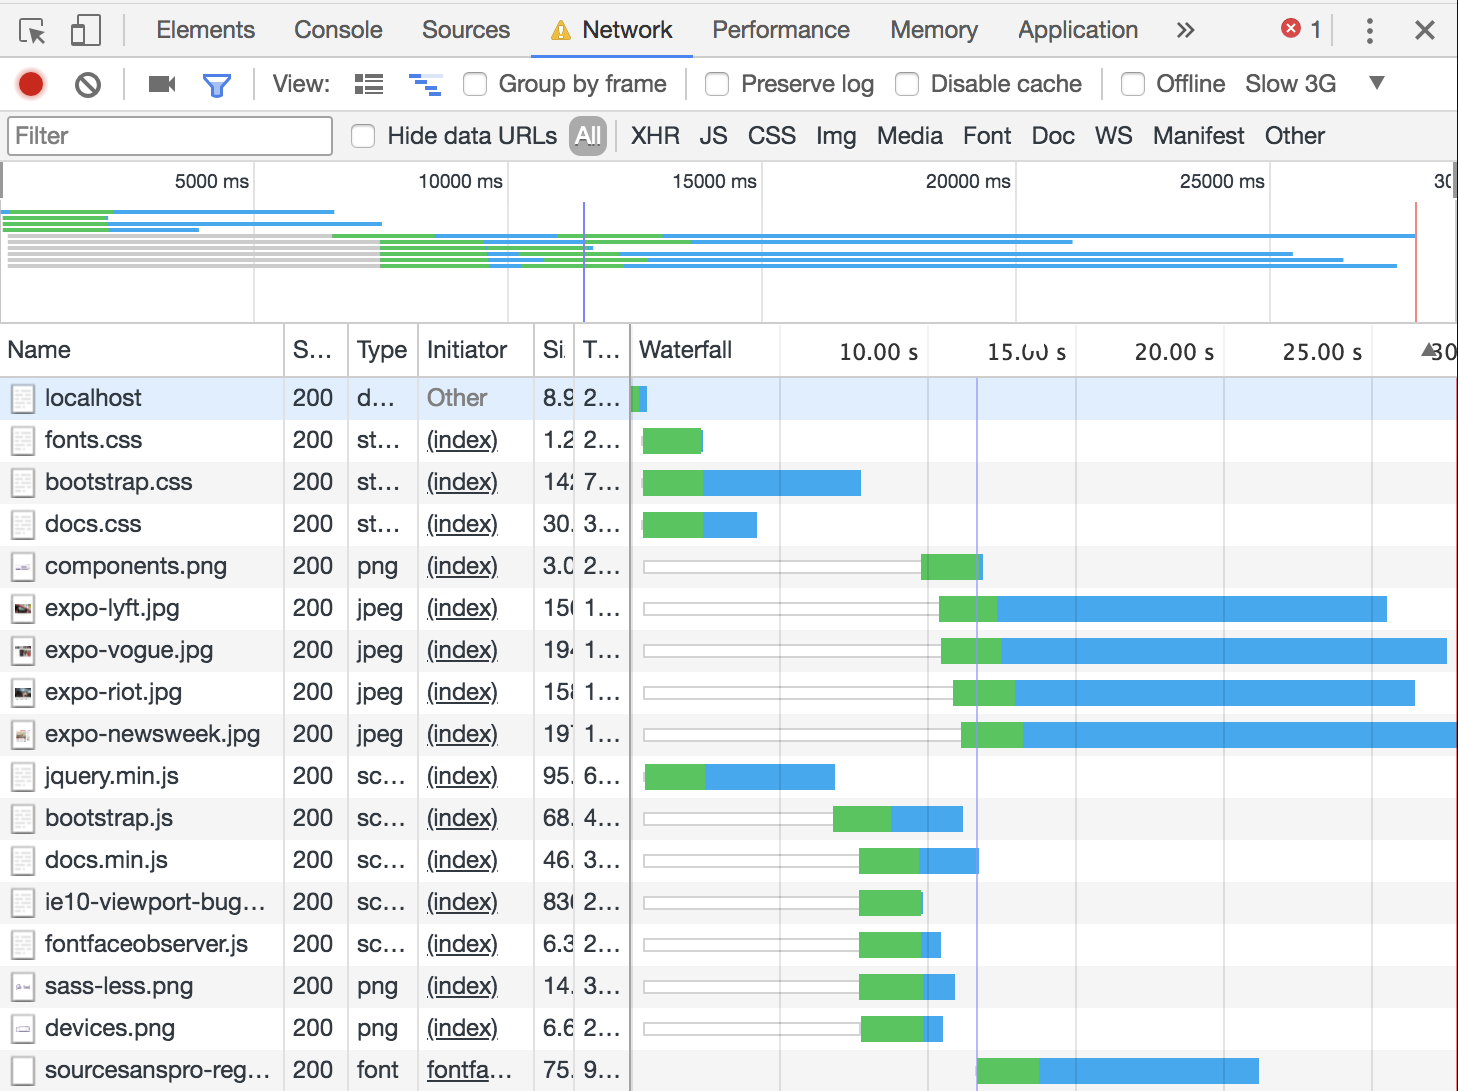 Elements Console Sources Network Performance Memory Application » 1
View: Group by frame Preserve log Disable cache Offline Slow 3G
Filter Hide data URLs All XHR JS CSS Img Media Font Doc WS Manifest Other
5000 ms 10000 ms 15000 ms 20000 ms 25000 ms
Name S... Type Initiator T... Waterfall 10.00 s 15.00 s 20.00 s 25.00 s 30
localhost 200 d... Other 8.9 2...
fonts.css 200 st... (index) 1.2 2...
bootstrap.css 200 st... (index) 142 7...
docs.css 200 st... (index) 30. 3...
components.png 200 png (index) 3.0 2...
expo-lyft.jpg 200 jpeg (index) 1...
expo-vogue.jpg 200 jpeg (index) 194 1...
expo-riot.jpg 200 jpeg (index) 158 1...
expo-newsweek.jpg 200 jpeg (index) 197 1...
jquery.min.js 200 sc... (index) 95. 6...
bootstrap.js 200 sc... (index) 68. 4...
docs.min.js 200 sc... (index) 46. 3...
ie10-viewport-bug... 200 sc... (index) 2...
fontfaceobserver.js 200 sc... (index) 6.3 2...
sass-less.png 200 png (index) 14. 3...
devices.png 200 png (index) 6.6 2...
sourcesanspro-reg... 200 font fontfa... 75. 9...